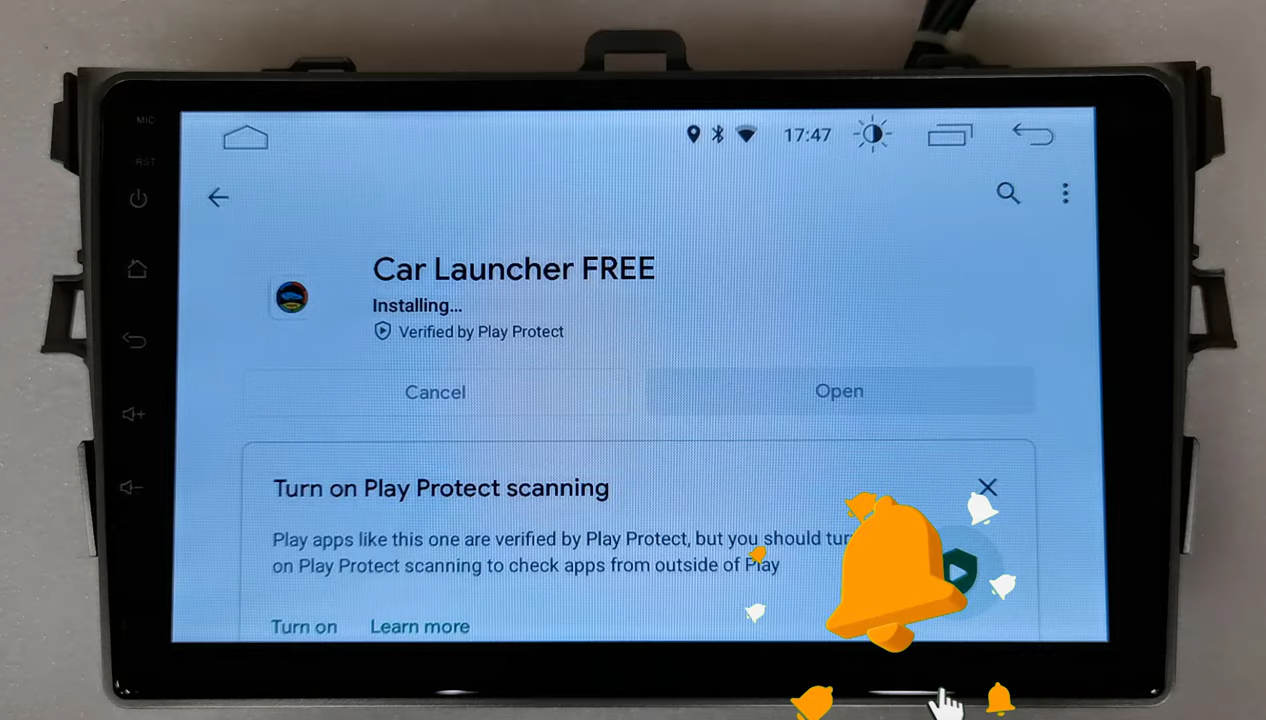 MIC
17:47
RST
Car Launcher FREE
Installing...
Verified by Play Protect
Cancel
Open
Turn on Play Protect scanning
Play apps like this one are verified by Play Protect, but you should tur
on Play Protect scanning to check apps from outside of Play
Turn on
Learn more